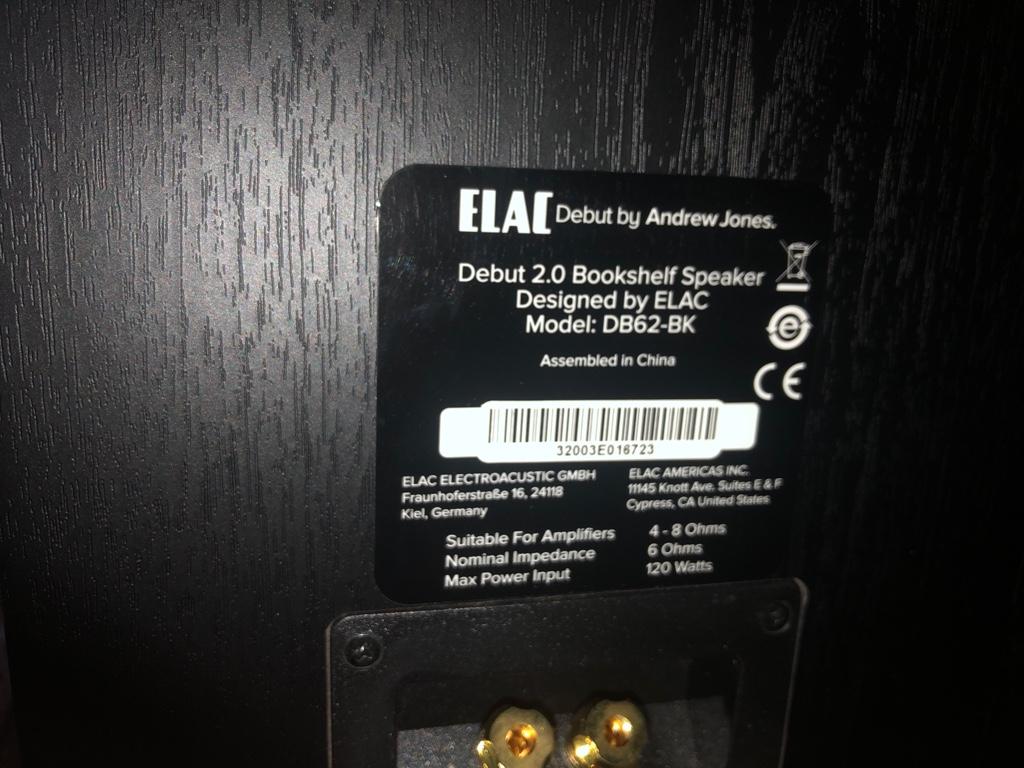 ELAC Debut by Andrew Jones.
Debut 2.0 Bookshelf Speaker
Designed by ELAC
Model: DB62-BK
Assembled in China
CE
32003E016723
ELAC ELECTROACUSTIC GMBH
Fraunhoferstraße 16, 24118
Kiel, Germany
ELAC AMERICAS INC.
11145 Knott Ave. Suites E & F
Cypress, CA United States
Suitable For Amplifiers 4 - 8 Ohms
Nominal Impedance 6 Ohms
Max Power Input 120 Watts